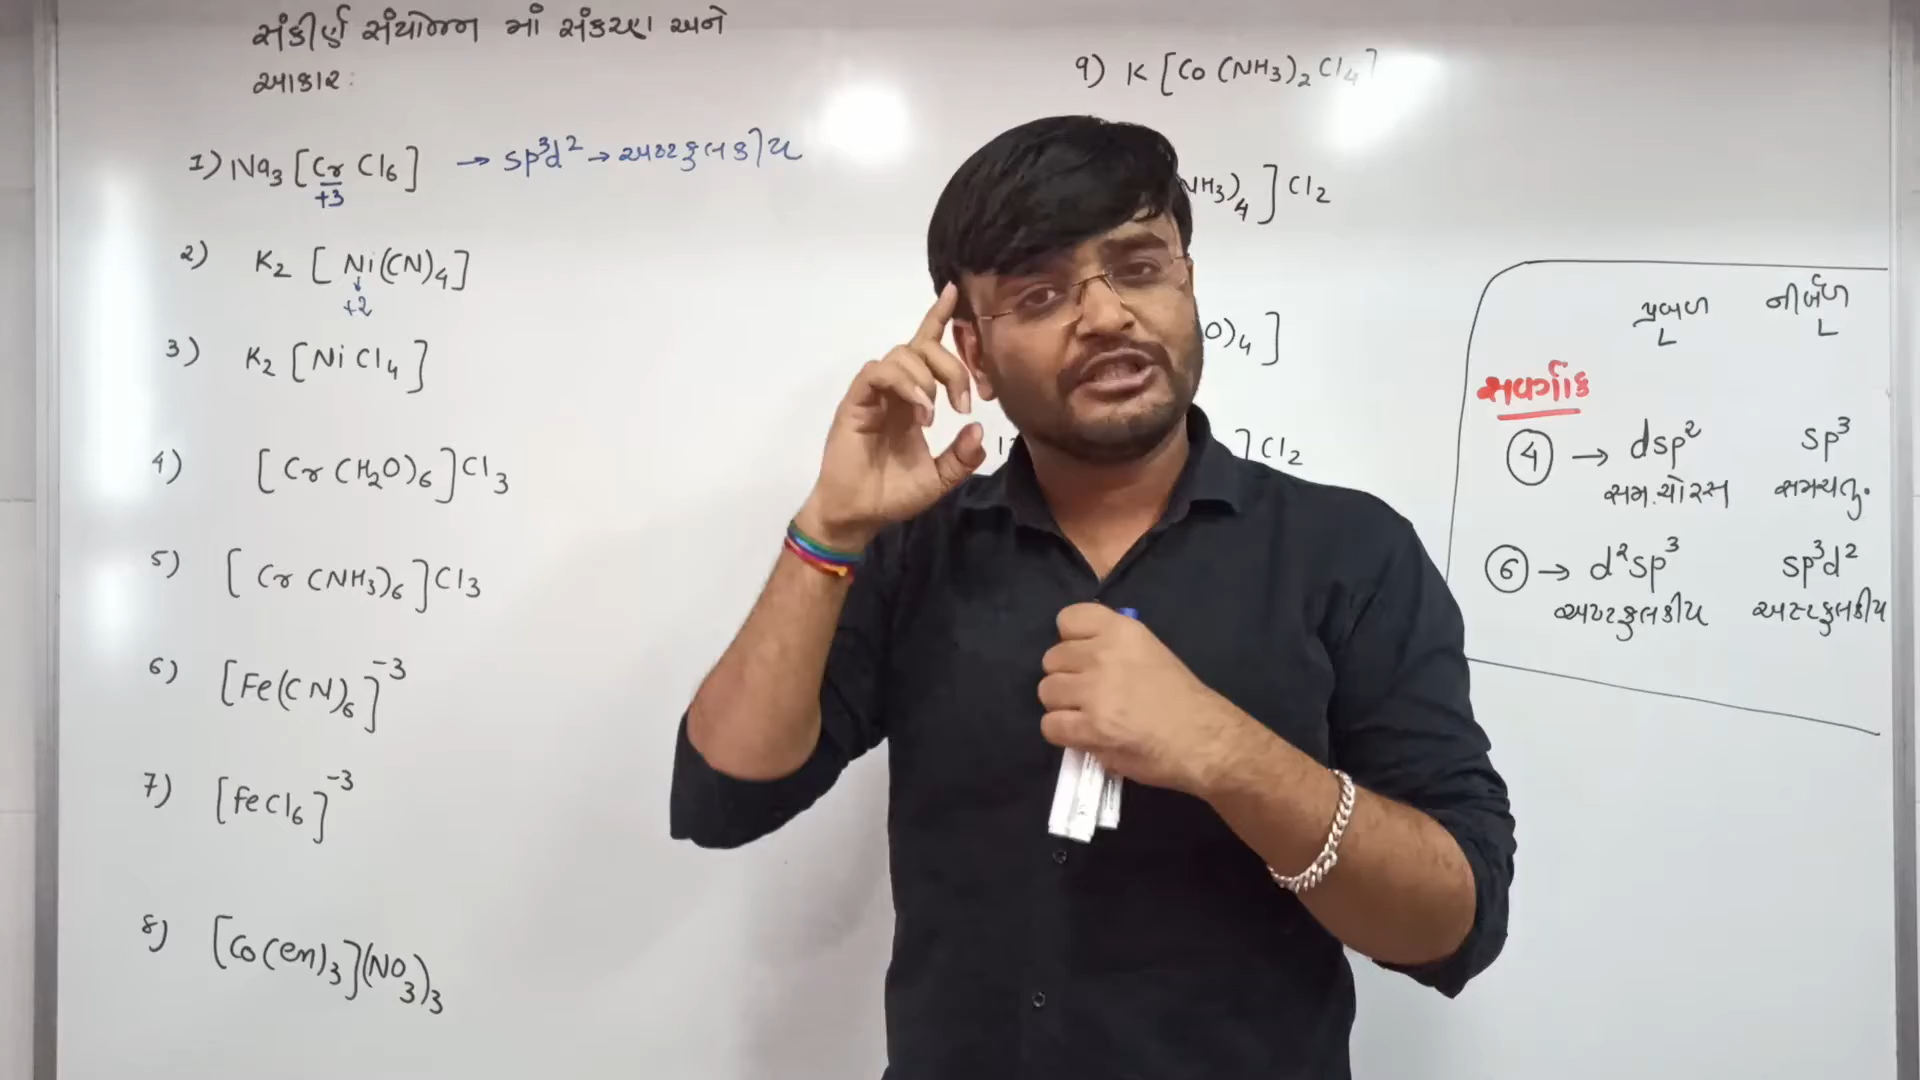 સંકીર્ણ સંયોજન માં સંકરણ અને
આકાર:
1) Na₃ [Cr Cl₆] → sp³d² → અષ્ટફલકીય
+3
2) K₂ [Ni(CN)₄]
↓
+2
3) K₂ [NiCl₄]
4) [Cr(H₂O)₆]Cl₃
5) [Cr(NH₃)₆]Cl₃
6) [Fe(CN)₆]⁻³
7) [FeCl₆]⁻³
8) [Co(en)₃](NO₃)₃
9) K [Co(NH₃)₂Cl₄]
NH₃)₄]Cl₂
O)₄]
]Cl₂
પ્રબળ નીર્બળ
L L
સવર્ગાંક
④ → dsp² sp³
સમ.ચોરસ સમચતુ.
⑥ → d²sp³ sp³d²
અષ્ટફલકીય અષ્ટફલકીય